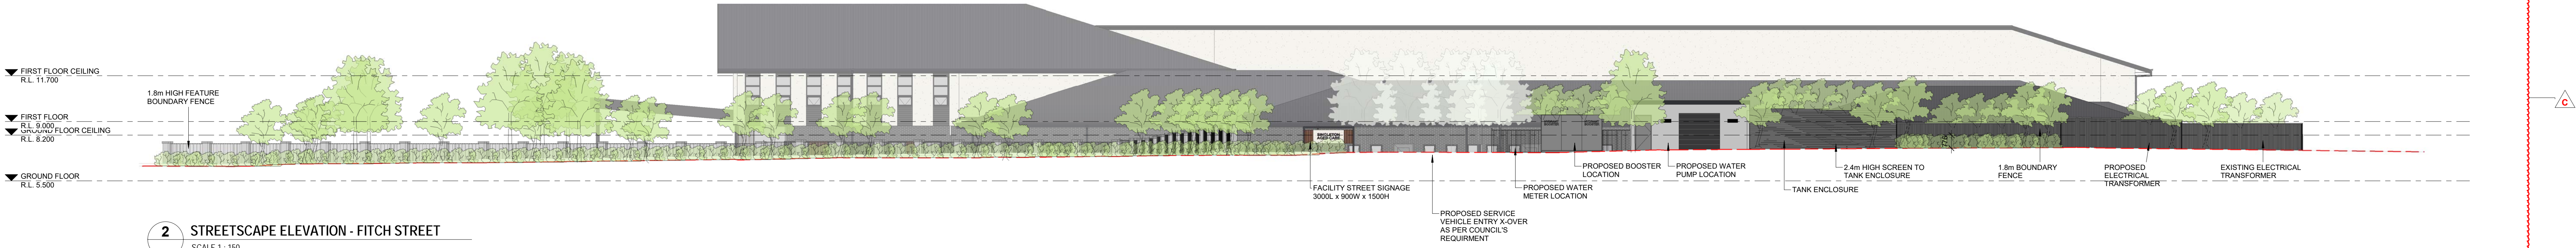 FIRST FLOOR CEILING
R.L. 11.700
1.8m HIGH FEATURE
BOUNDARY FENCE
FIRST FLOOR
R.L. 9.000
GROUND FLOOR CEILING
R.L. 8.200
GROUND FLOOR
R.L. 5.500
SINGLETON
AGED CARE
FACILITY STREET SIGNAGE
3000L x 900W x 1500H
PROPOSED SERVICE
VEHICLE ENTRY X-OVER
AS PER COUNCIL'S
REQUIRMENT
PROPOSED WATER
METER LOCATION
PROPOSED BOOSTER
LOCATION
PROPOSED WATER
PUMP LOCATION
TANK ENCLOSURE
2.4m HIGH SCREEN TO
TANK ENCLOSURE
1.8m BOUNDARY
FENCE
PROPOSED
ELECTRICAL
TRANSFORMER
EXISTING ELECTRICAL
TRANSFORMER
C
2
STREETSCAPE ELEVATION - FITCH STREET
SCALE 1 : 150